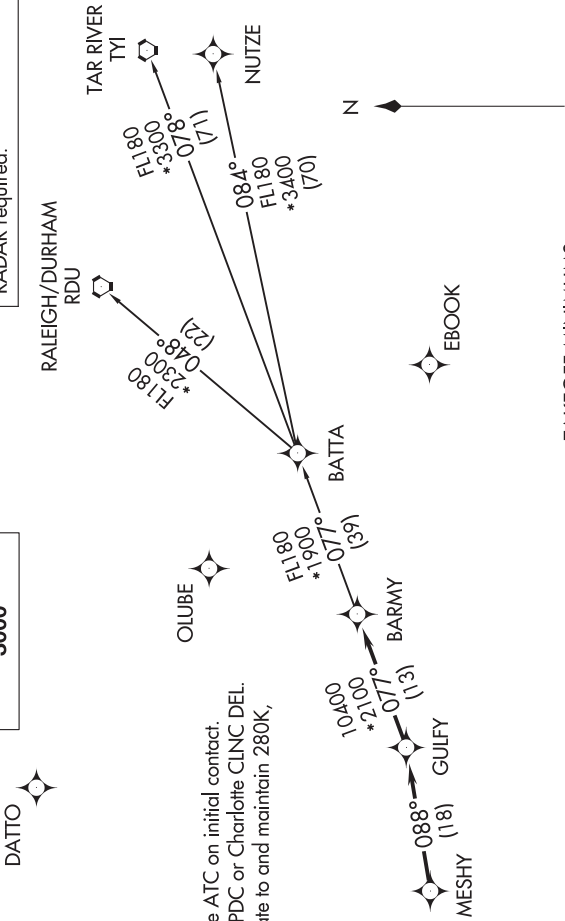 RADAR required.
TAR RIVER
TYI
NUTZE
RALEIGH/DURHAM
RDU
N
FL180
*3300
078°
(71)
084°
FL180
*3400
(70)
FL180
*2300
048°
(22)
EBOOK
BATTA
FL180
*1900
077°
(39)
OLUBE
BARMY
10400
*2100
077°
(13)
GULFY
088°
(18)
MESHY
DATTO
e ATC on initial contact.
PDC or Charlotte CLNC DEL.
ate to and maintain 280K,